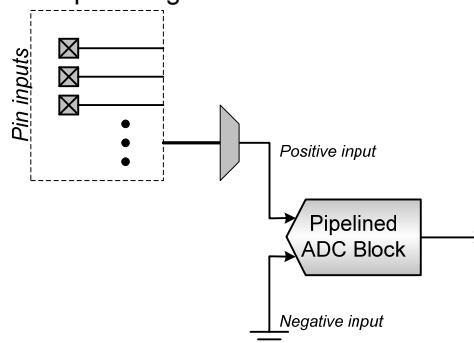 Pin inputs
Positive input
Pipelined
ADC Block
Negative input